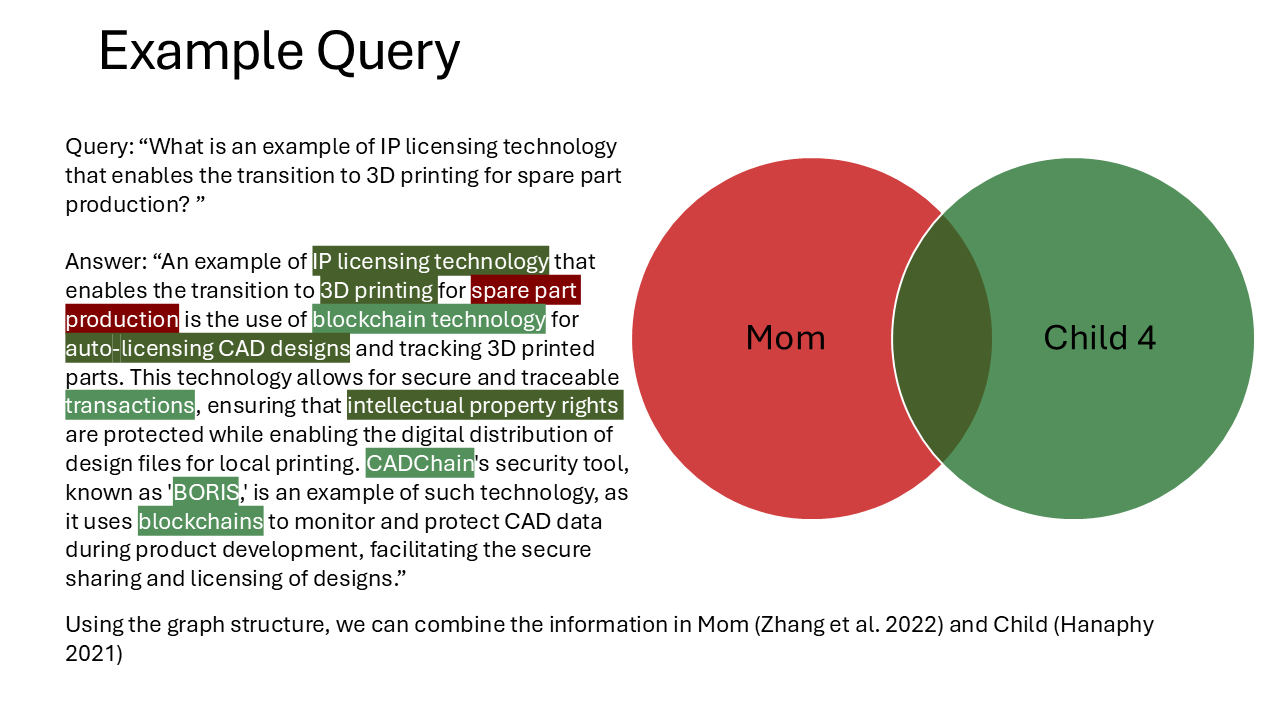 Example Query
Query: “What is an example of IP licensing technology
that enables the transition to 3D printing for spare part
production? ”
Answer: “An example of IP licensing technology that
enables the transition to 3D printing for spare part
production is the use of blockchain technology for
auto-licensing CAD designs and tracking 3D printed
parts. This technology allows for secure and traceable
transactions, ensuring that intellectual property rights
are protected while enabling the digital distribution of
design files for local printing. CADChain's security tool,
known as 'BORIS,' is an example of such technology, as
it uses blockchains to monitor and protect CAD data
during product development, facilitating the secure
sharing and licensing of designs.”
Mom
Child 4
Using the graph structure, we can combine the information in Mom (Zhang et al. 2022) and Child (Hanaphy
2021)